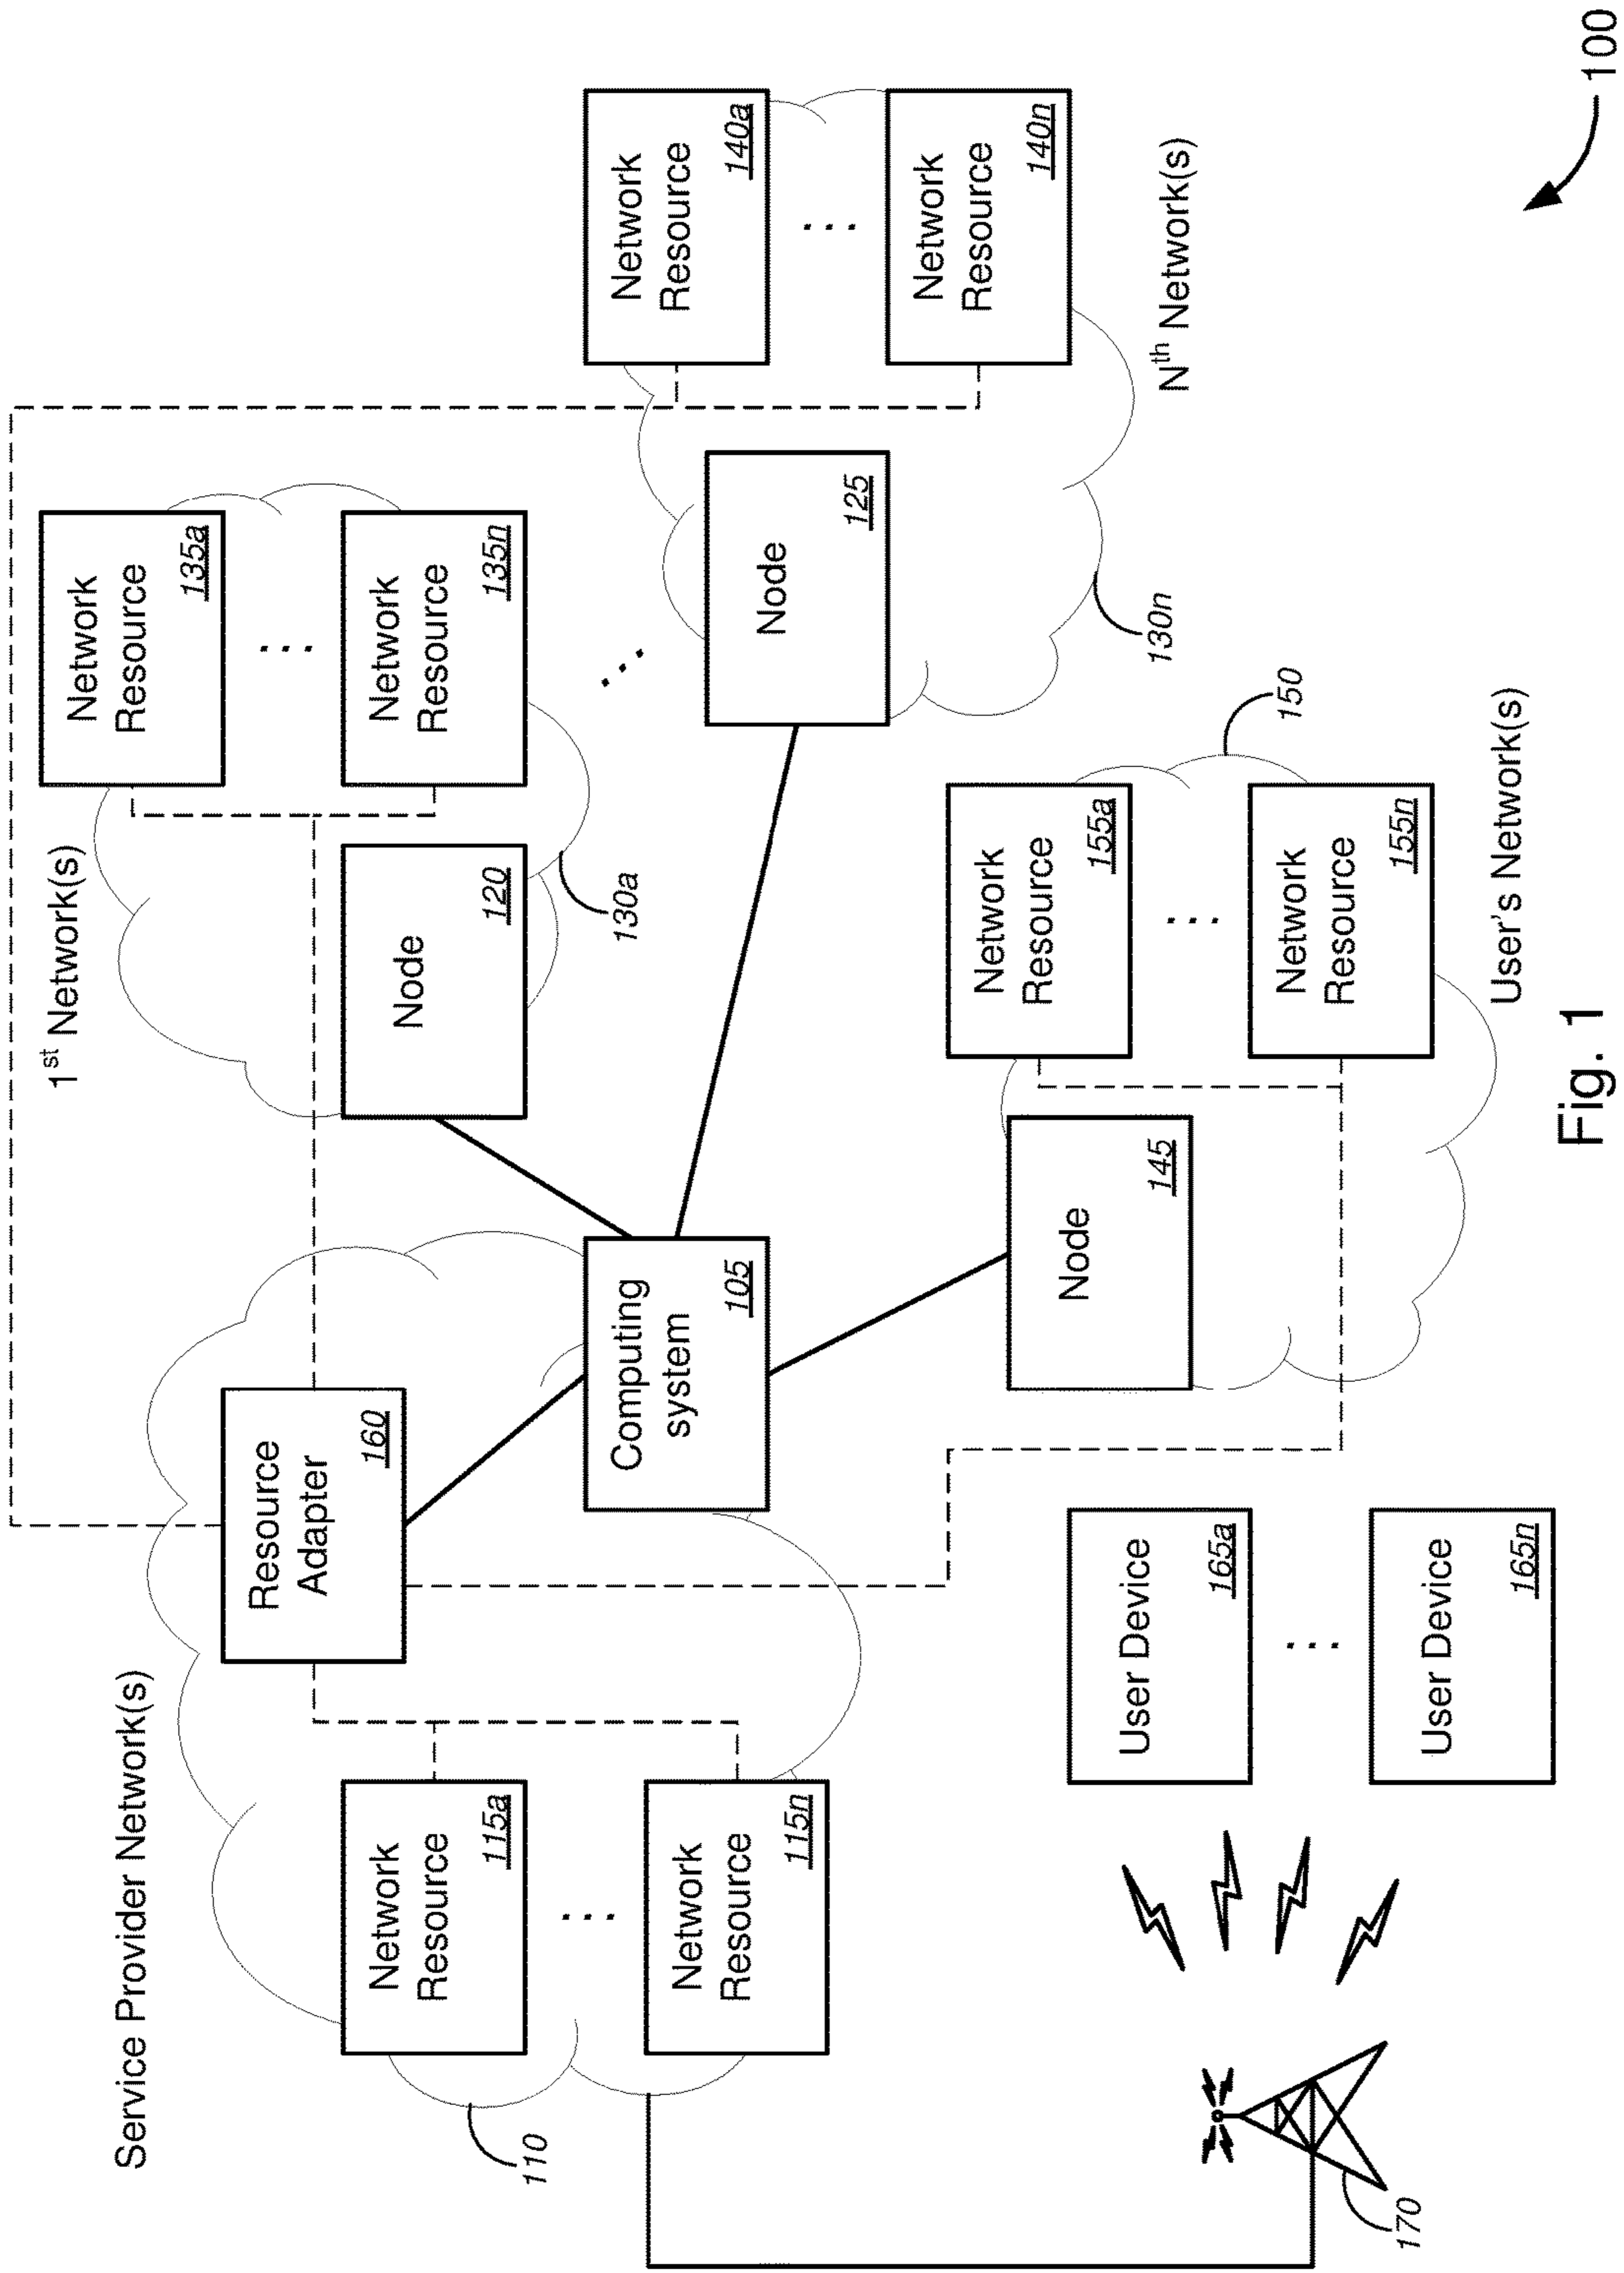 100
Service Provider Network(s)
110
Network
Resource
115a
. . .
Network
Resource
115n
Resource
Adapter
160
Computing
system
105
1st Network(s)
Node
120
130a
Network
Resource
135a
. . .
Network
Resource
135n
. . .
Node
125
130n
Network
Resource
140a
. . .
Network
Resource
140n
Nth Network(s)
170
User Device
165a
. . .
User Device
165n
Node
145
Network
Resource
155a
. . .
Network
Resource
155n
150
User's Network(s)
Fig. 1